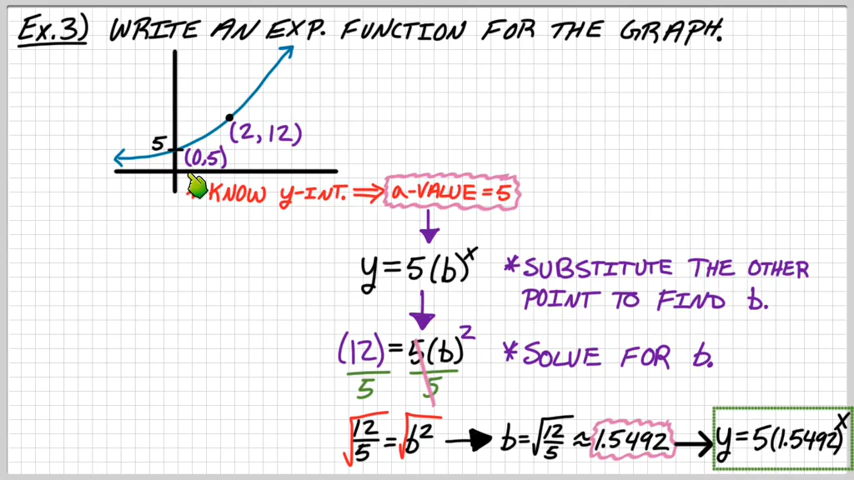 Ex.3) WRITE AN EXP. FUNCTION FOR THE GRAPH.
5
(2, 12)
(0,5)
* KNOW y-INT. ⇒ a-VALUE = 5
y = 5(b)^x
*SUBSTITUTE THE OTHER
POINT TO FIND b.
(12)/5 = 5(b)^2/5
*SOLVE FOR b.
√(12/5) = √b^2 → b = √(12/5) ≈ 1.5492 → y = 5(1.5492)^x